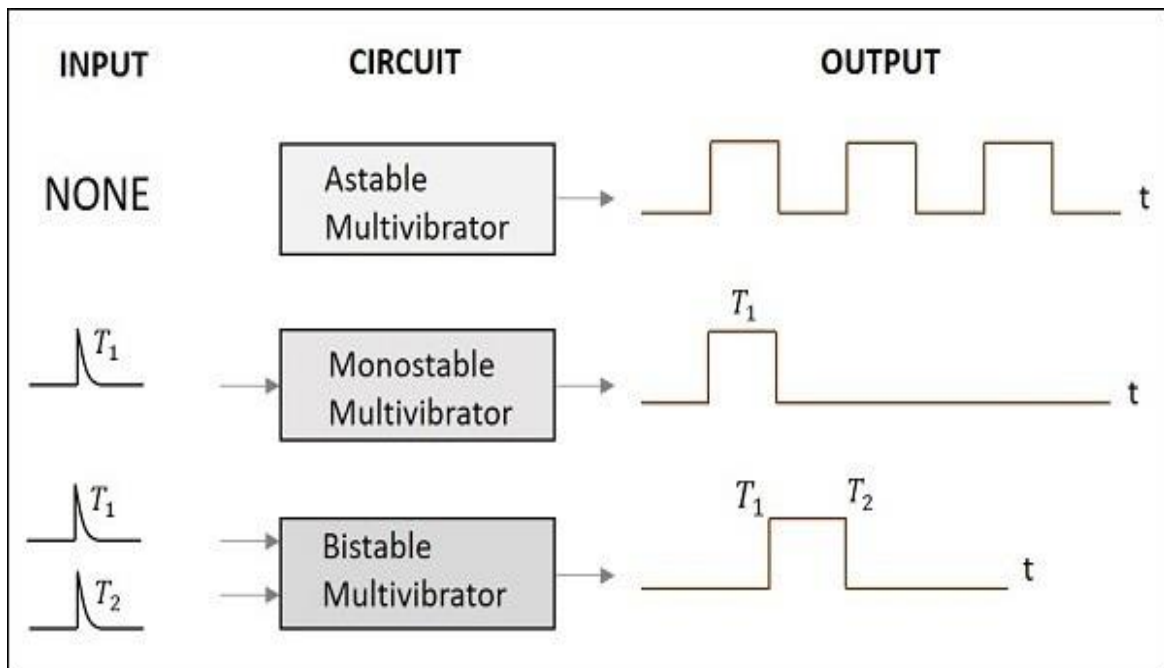 INPUT CIRCUIT OUTPUT
NONE
Astable
Multivibrator
t
T₁
Monostable
Multivibrator
T₁
t
T₁
T₂
Bistable
Multivibrator
T₁ T₂
t